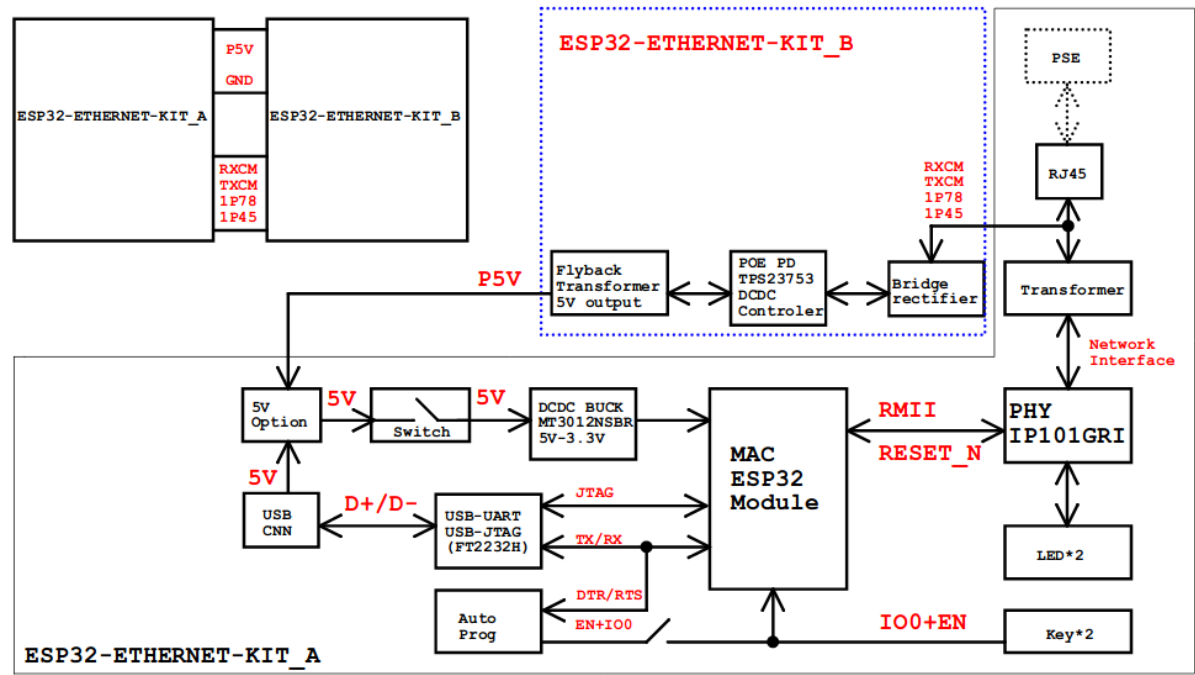 P5V
GND
ESP32-ETHERNET-KIT_A
ESP32-ETHERNET-KIT_B
RXCM
TXCM
1P78
1P45
ESP32-ETHERNET-KIT_B
PSE
RJ45
RXCM
TXCM
1P78
1P45
P5V
Flyback
Transformer
5V output
POE PD
TPS23753
DCDC
Controler
Bridge
rectifier
Transformer
Network
Interface
5V
Option
5V
Switch
5V
DCDC BUCK
MT3012NSBR
5V-3.3V
MAC
ESP32
Module
RMII
RESET_N
PHY
IP101GRI
5V
USB
CNN
D+/D-
USB-UART
USB-JTAG
(FT2232H)
JTAG
TX/RX
LED*2
DTR/RTS
Auto
Prog
EN+IO0
IO0+EN
Key*2
ESP32-ETHERNET-KIT_A